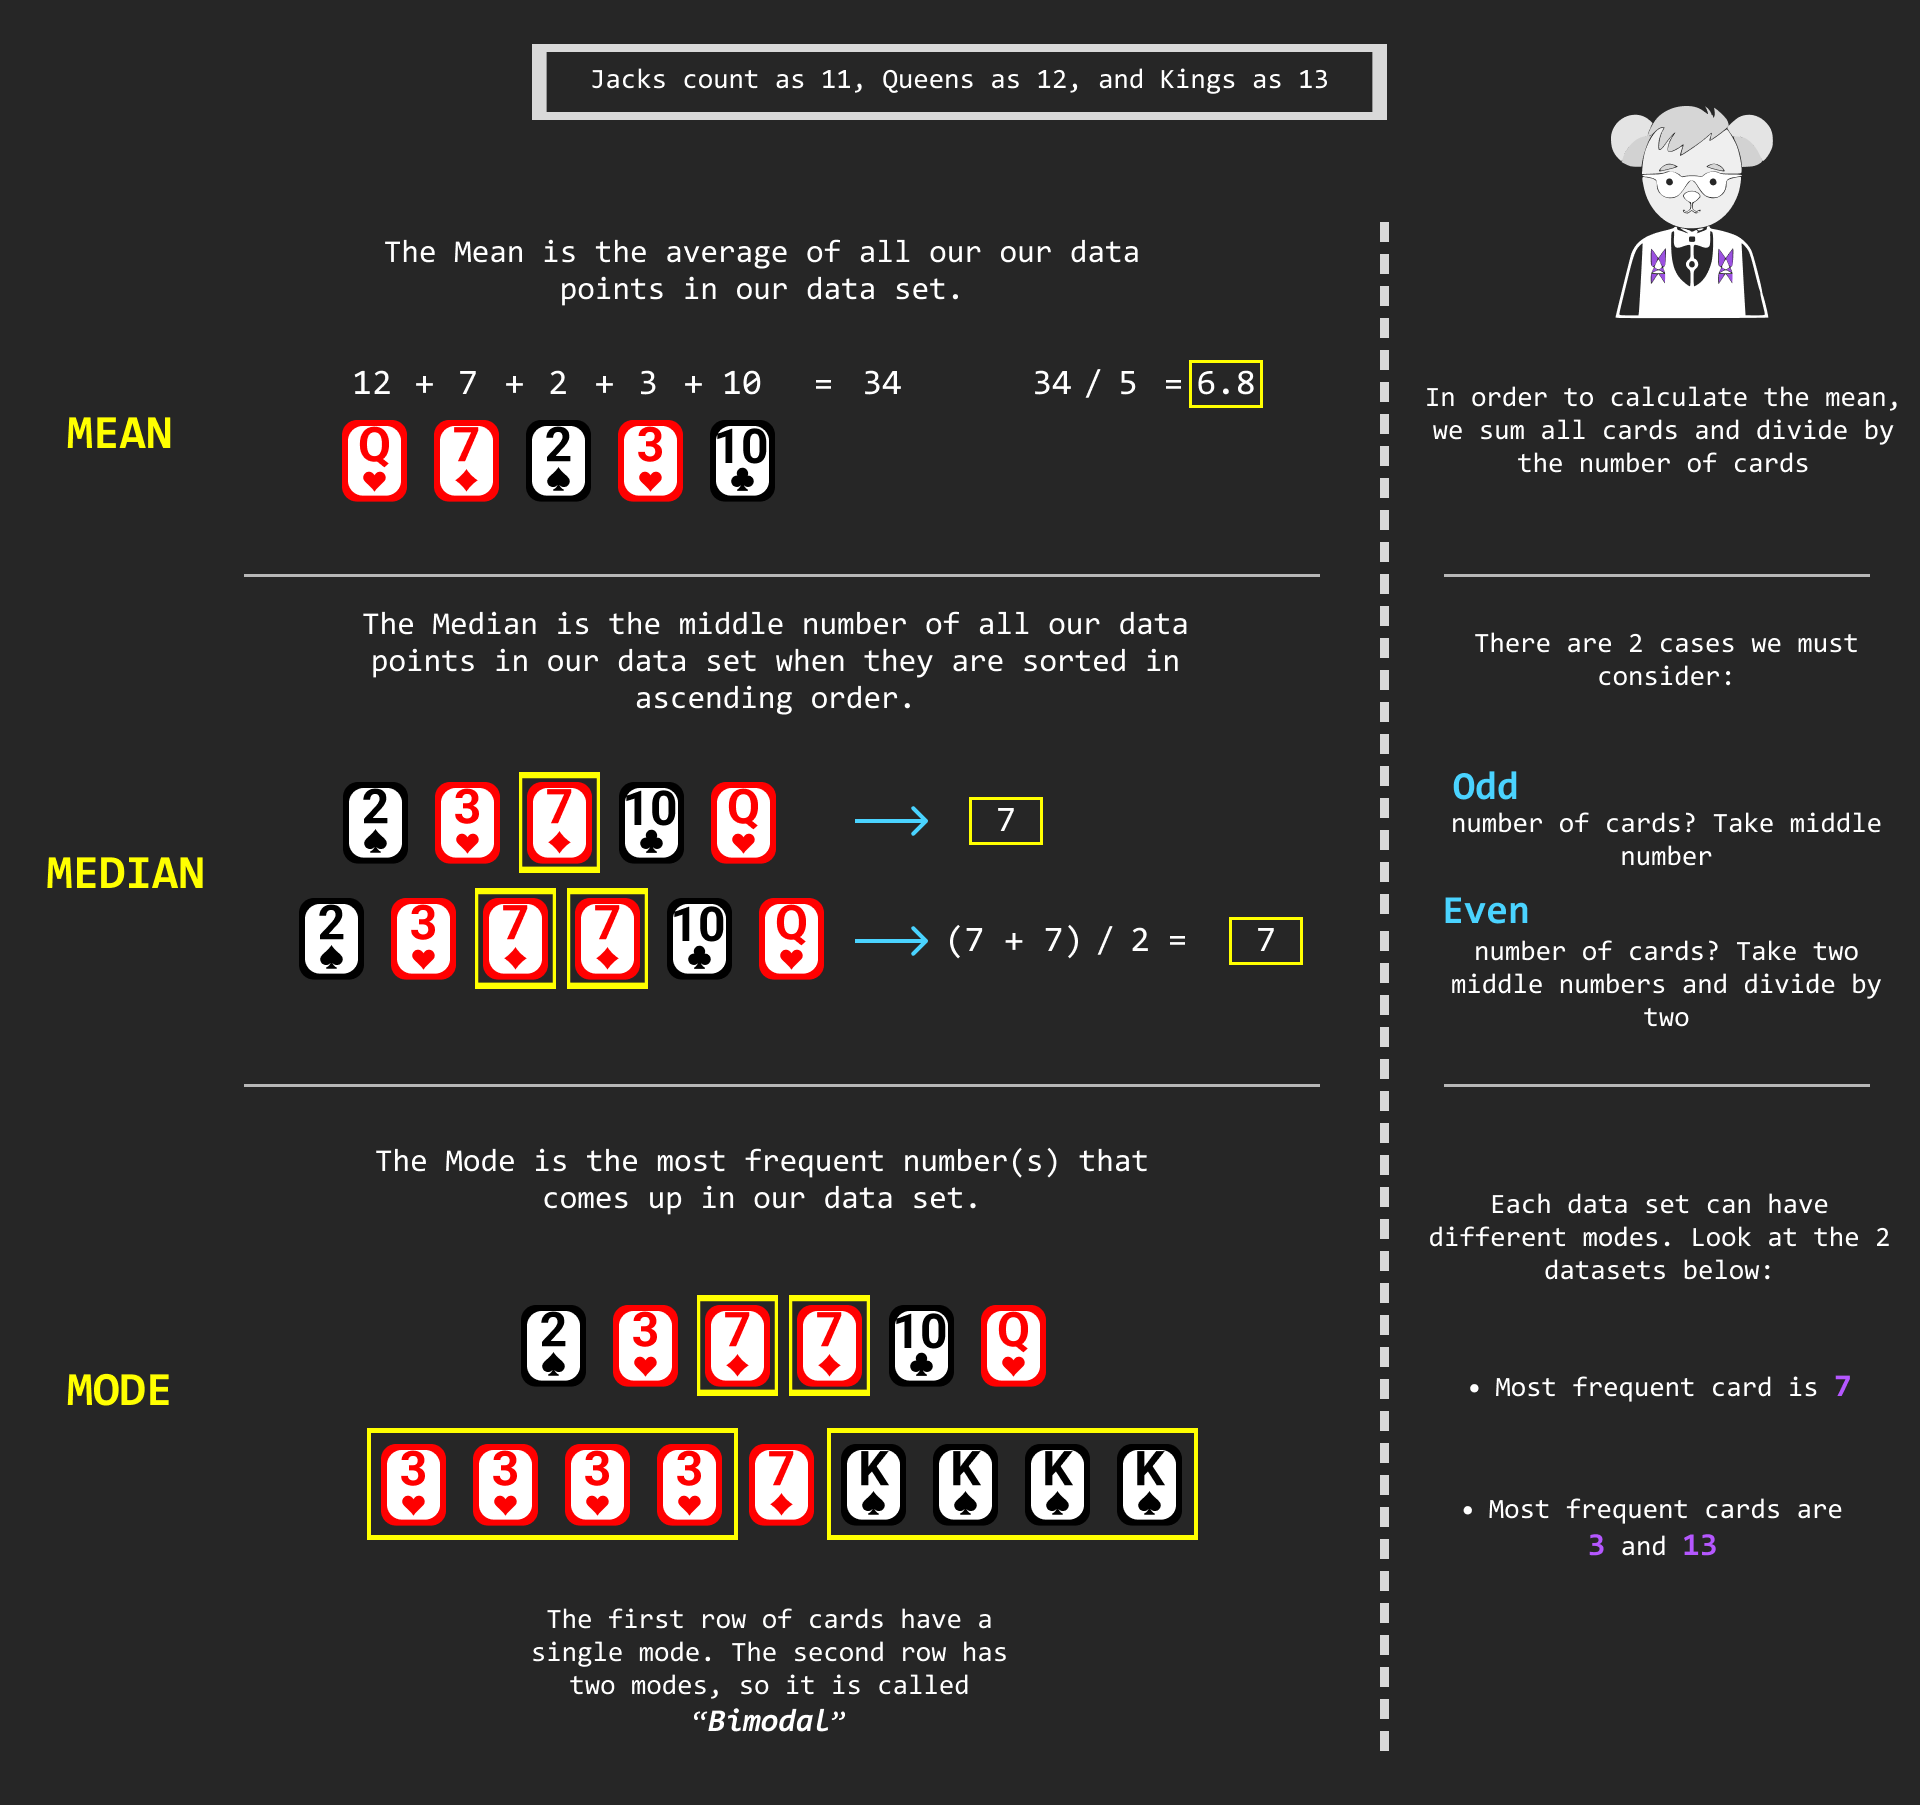 Jacks count as 11, Queens as 12, and Kings as 13
The Mean is the average of all our our data
points in our data set.
MEAN
12 + 7 + 2 + 3 + 10 = 34 34 / 5 = 6.8
Q 7 2 3 10
In order to calculate the mean,
we sum all cards and divide by
the number of cards
The Median is the middle number of all our data
points in our data set when they are sorted in
ascending order.
MEDIAN
2 3 7 10 Q 7
2 3 7 7 10 Q (7 + 7) / 2 = 7
There are 2 cases we must
consider:
Odd
number of cards? Take middle
number
Even
number of cards? Take two
middle numbers and divide by
two
The Mode is the most frequent number(s) that
comes up in our data set.
MODE
2 3 7 7 10 Q
3 3 3 3 7 K K K K
The first row of cards have a
single mode. The second row has
two modes, so it is called
“Bimodal”
Each data set can have
different modes. Look at the 2
datasets below:
• Most frequent card is 7
• Most frequent cards are
3 and 13